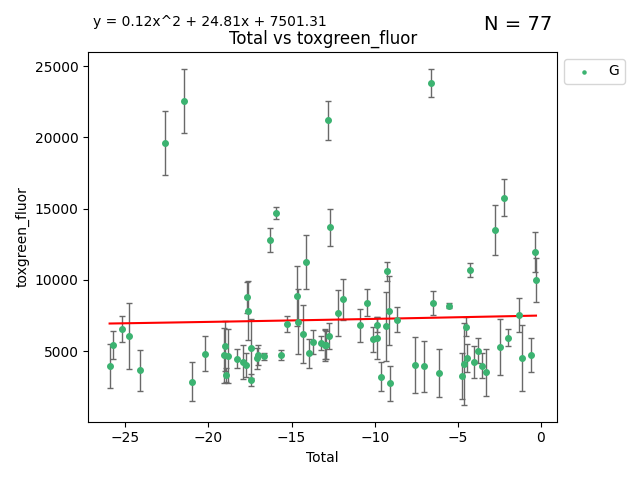 y = 0.12x^2 + 24.81x + 7501.31
N = 77
Total vs toxgreen_fluor
G
toxgreen_fluor
25000
20000
15000
10000
5000
−25 −20 −15 −10 −5 0
Total